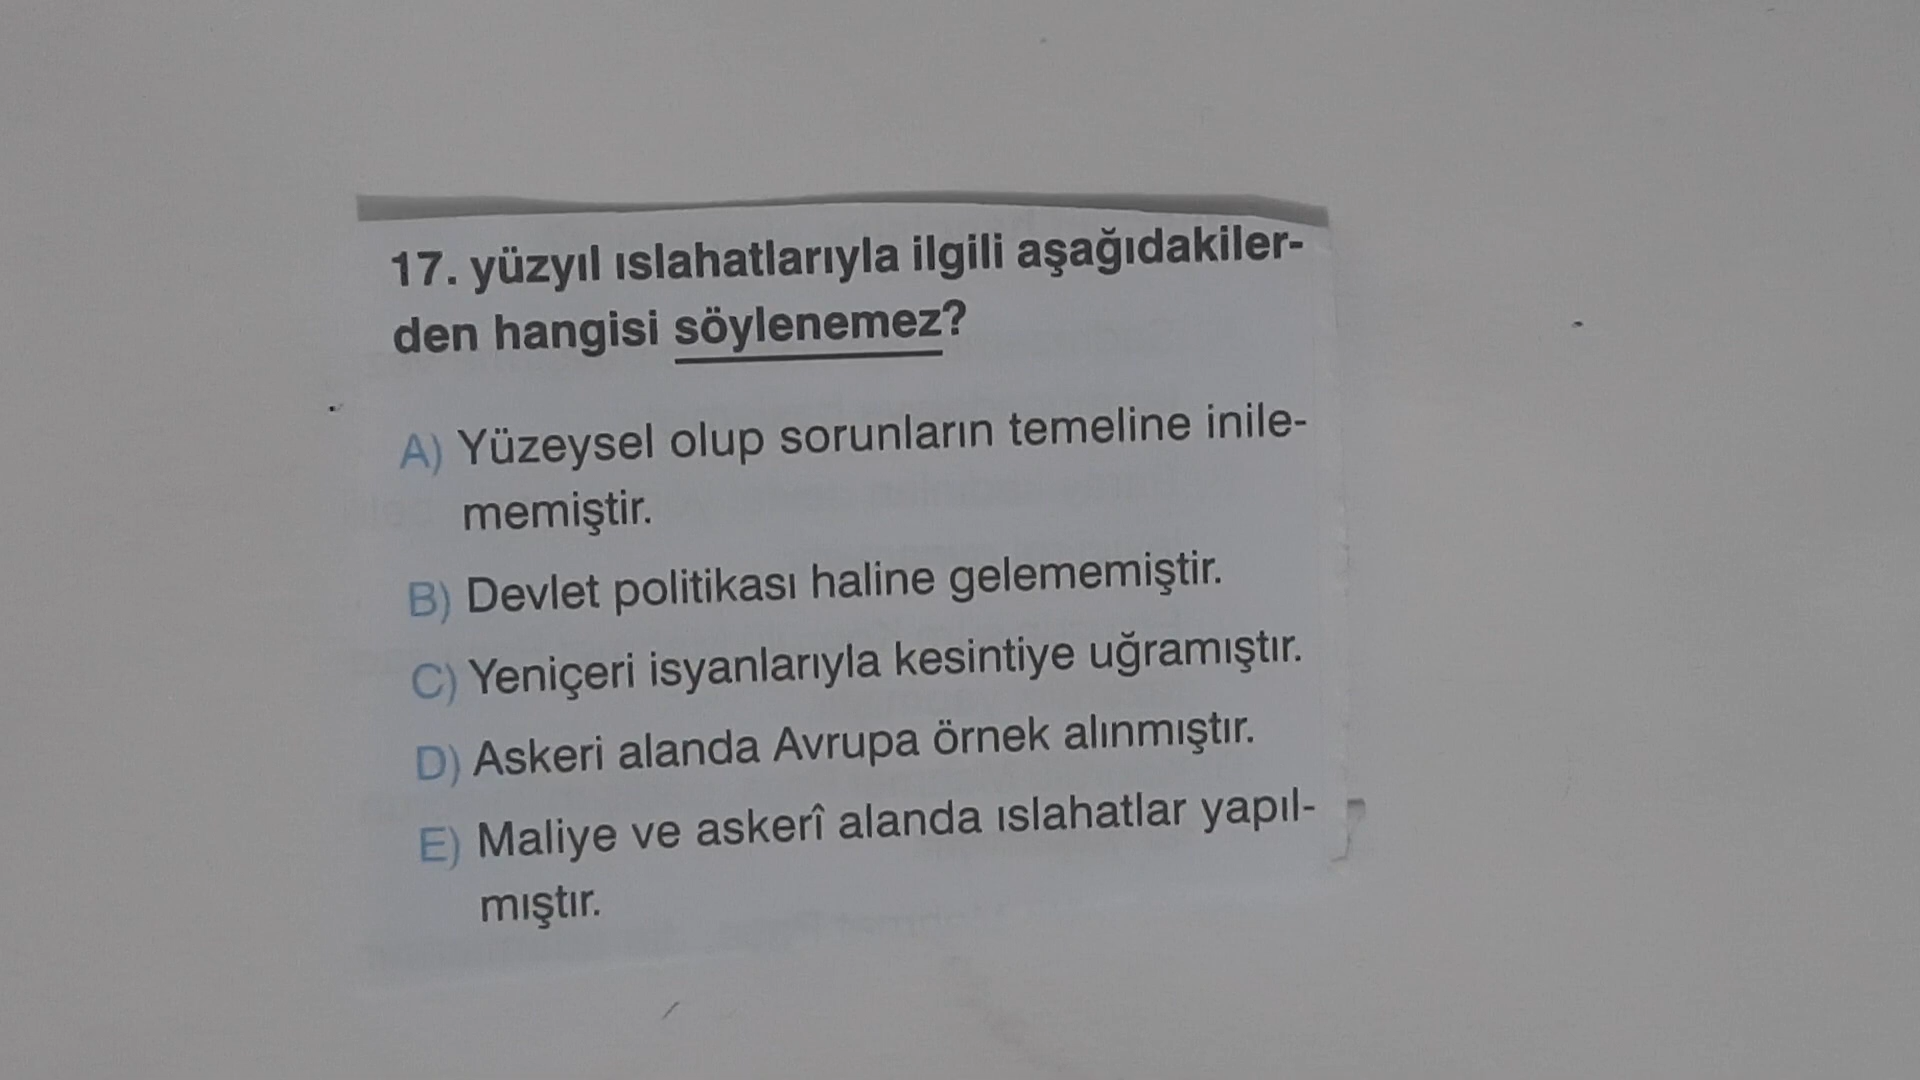 17. yüzyıl ıslahatlarıyla ilgili aşağıdakiler-
den hangisi söylenemez?
A) Yüzeysel olup sorunların temeline inile-
memiştir.
B) Devlet politikası haline gelememiştir.
C) Yeniçeri isyanlarıyla kesintiye uğramıştır.
D) Askeri alanda Avrupa örnek alınmıştır.
E) Maliye ve askerî alanda ıslahatlar yapıl-
mıştır.